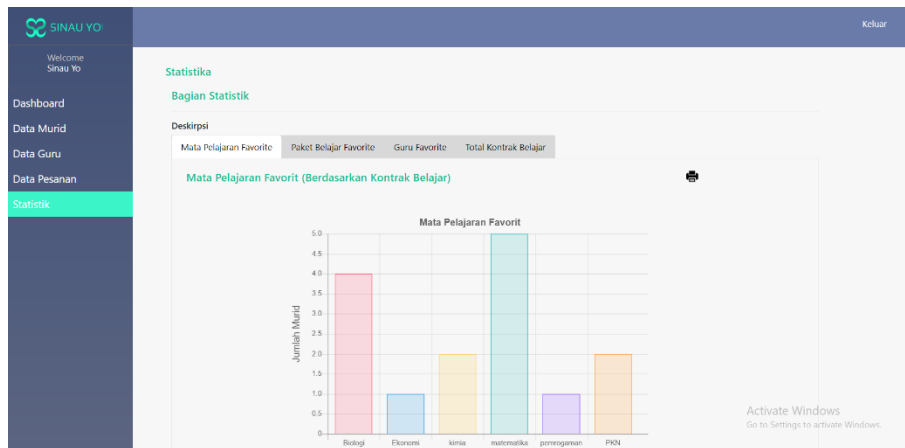 SINAU YO!
Keluar
Welcome
Sinau Yo
Dashboard
Data Murid
Data Guru
Data Pesanan
Statistik
Statistika
Bagian Statistik
Deskirpsi
Mata Pelajaran Favorite
Paket Belajar Favorite
Guru Favorite
Total Kontrak Belajar
Mata Pelajaran Favorit (Berdasarkan Kontrak Belajar)
Mata Pelajaran Favorit
Jumlah Murid
5.0
4.5
4.0
3.5
3.0
2.5
2.0
1.5
1.0
0.5
0
Biologi
Ekonomi
kimia
matematika
pemrogaman
PKN
Activate Windows
Go to Settings to activate Windows.